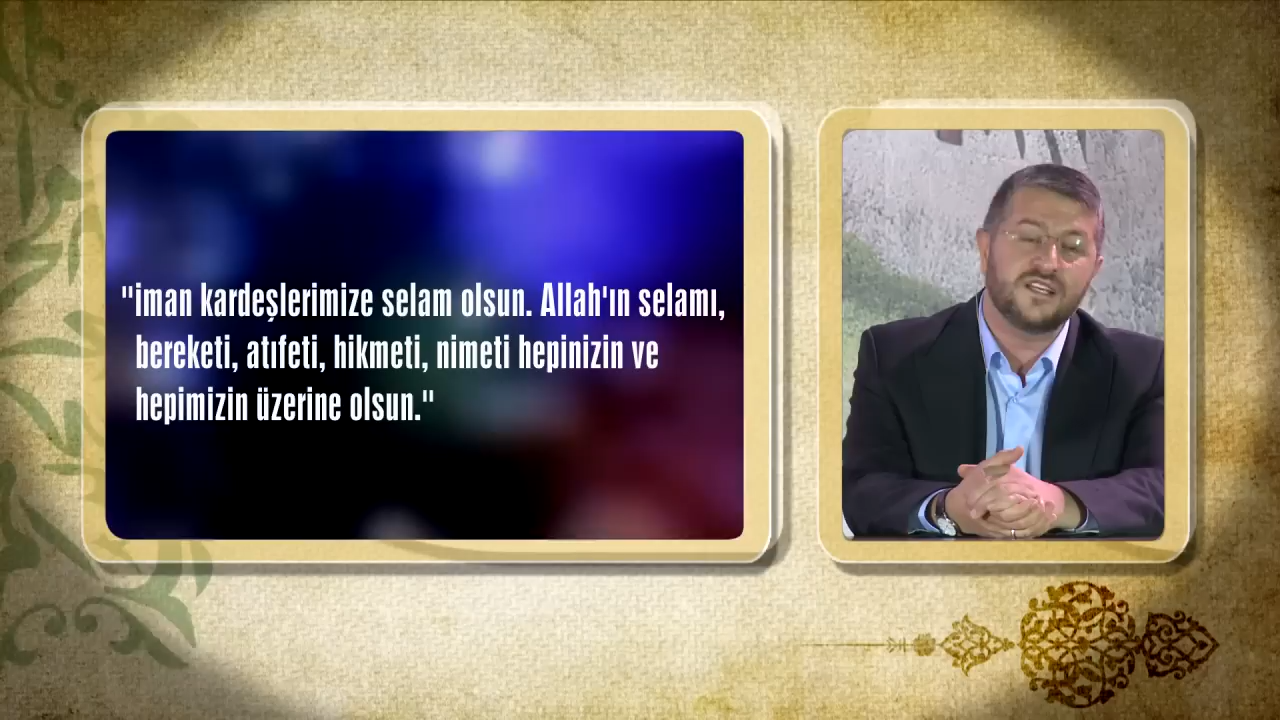 "iman kardeşlerimize selam olsun. Allah'ın selamı,
bereketi, atıfeti, hikmeti, nimeti hepinizin ve
hepimizin üzerine olsun."